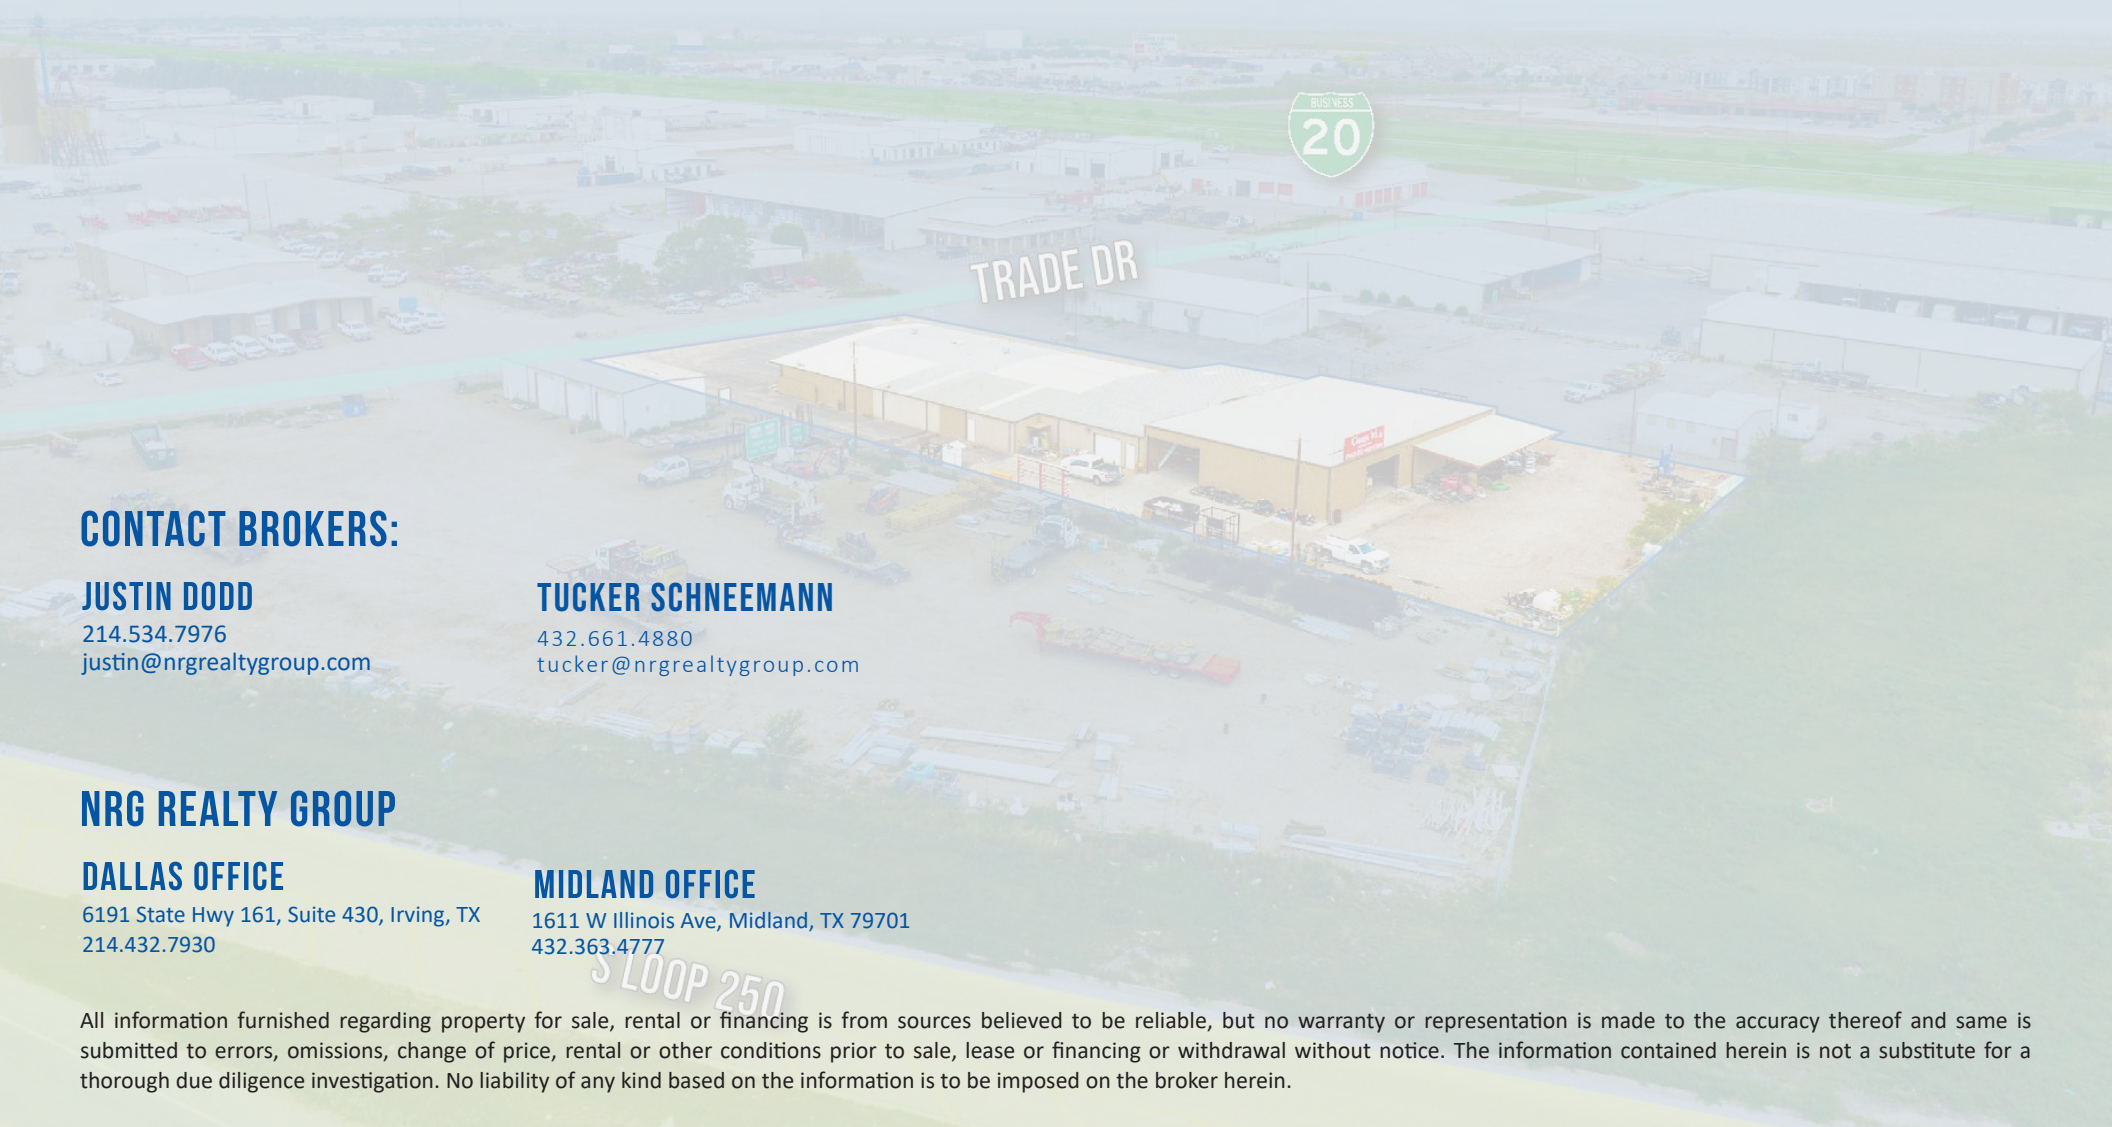 BUSINESS
20
TRADE DR
CONTACT BROKERS:
JUSTIN DODD
214.534.7976
justin@nrgrealtygroup.com
TUCKER SCHNEEMANN
432.661.4880
tucker@nrgrealtygroup.com
NRG REALTY GROUP
DALLAS OFFICE
6191 State Hwy 161, Suite 430, Irving, TX
214.432.7930
MIDLAND OFFICE
1611 W Illinois Ave, Midland, TX 79701
432.363.4777
S LOOP 250
All information furnished regarding property for sale, rental or financing is from sources believed to be reliable, but no warranty or representation is made to the accuracy thereof and same is
submitted to errors, omissions, change of price, rental or other conditions prior to sale, lease or financing or withdrawal without notice. The information contained herein is not a substitute for a
thorough due diligence investigation. No liability of any kind based on the information is to be imposed on the broker herein.